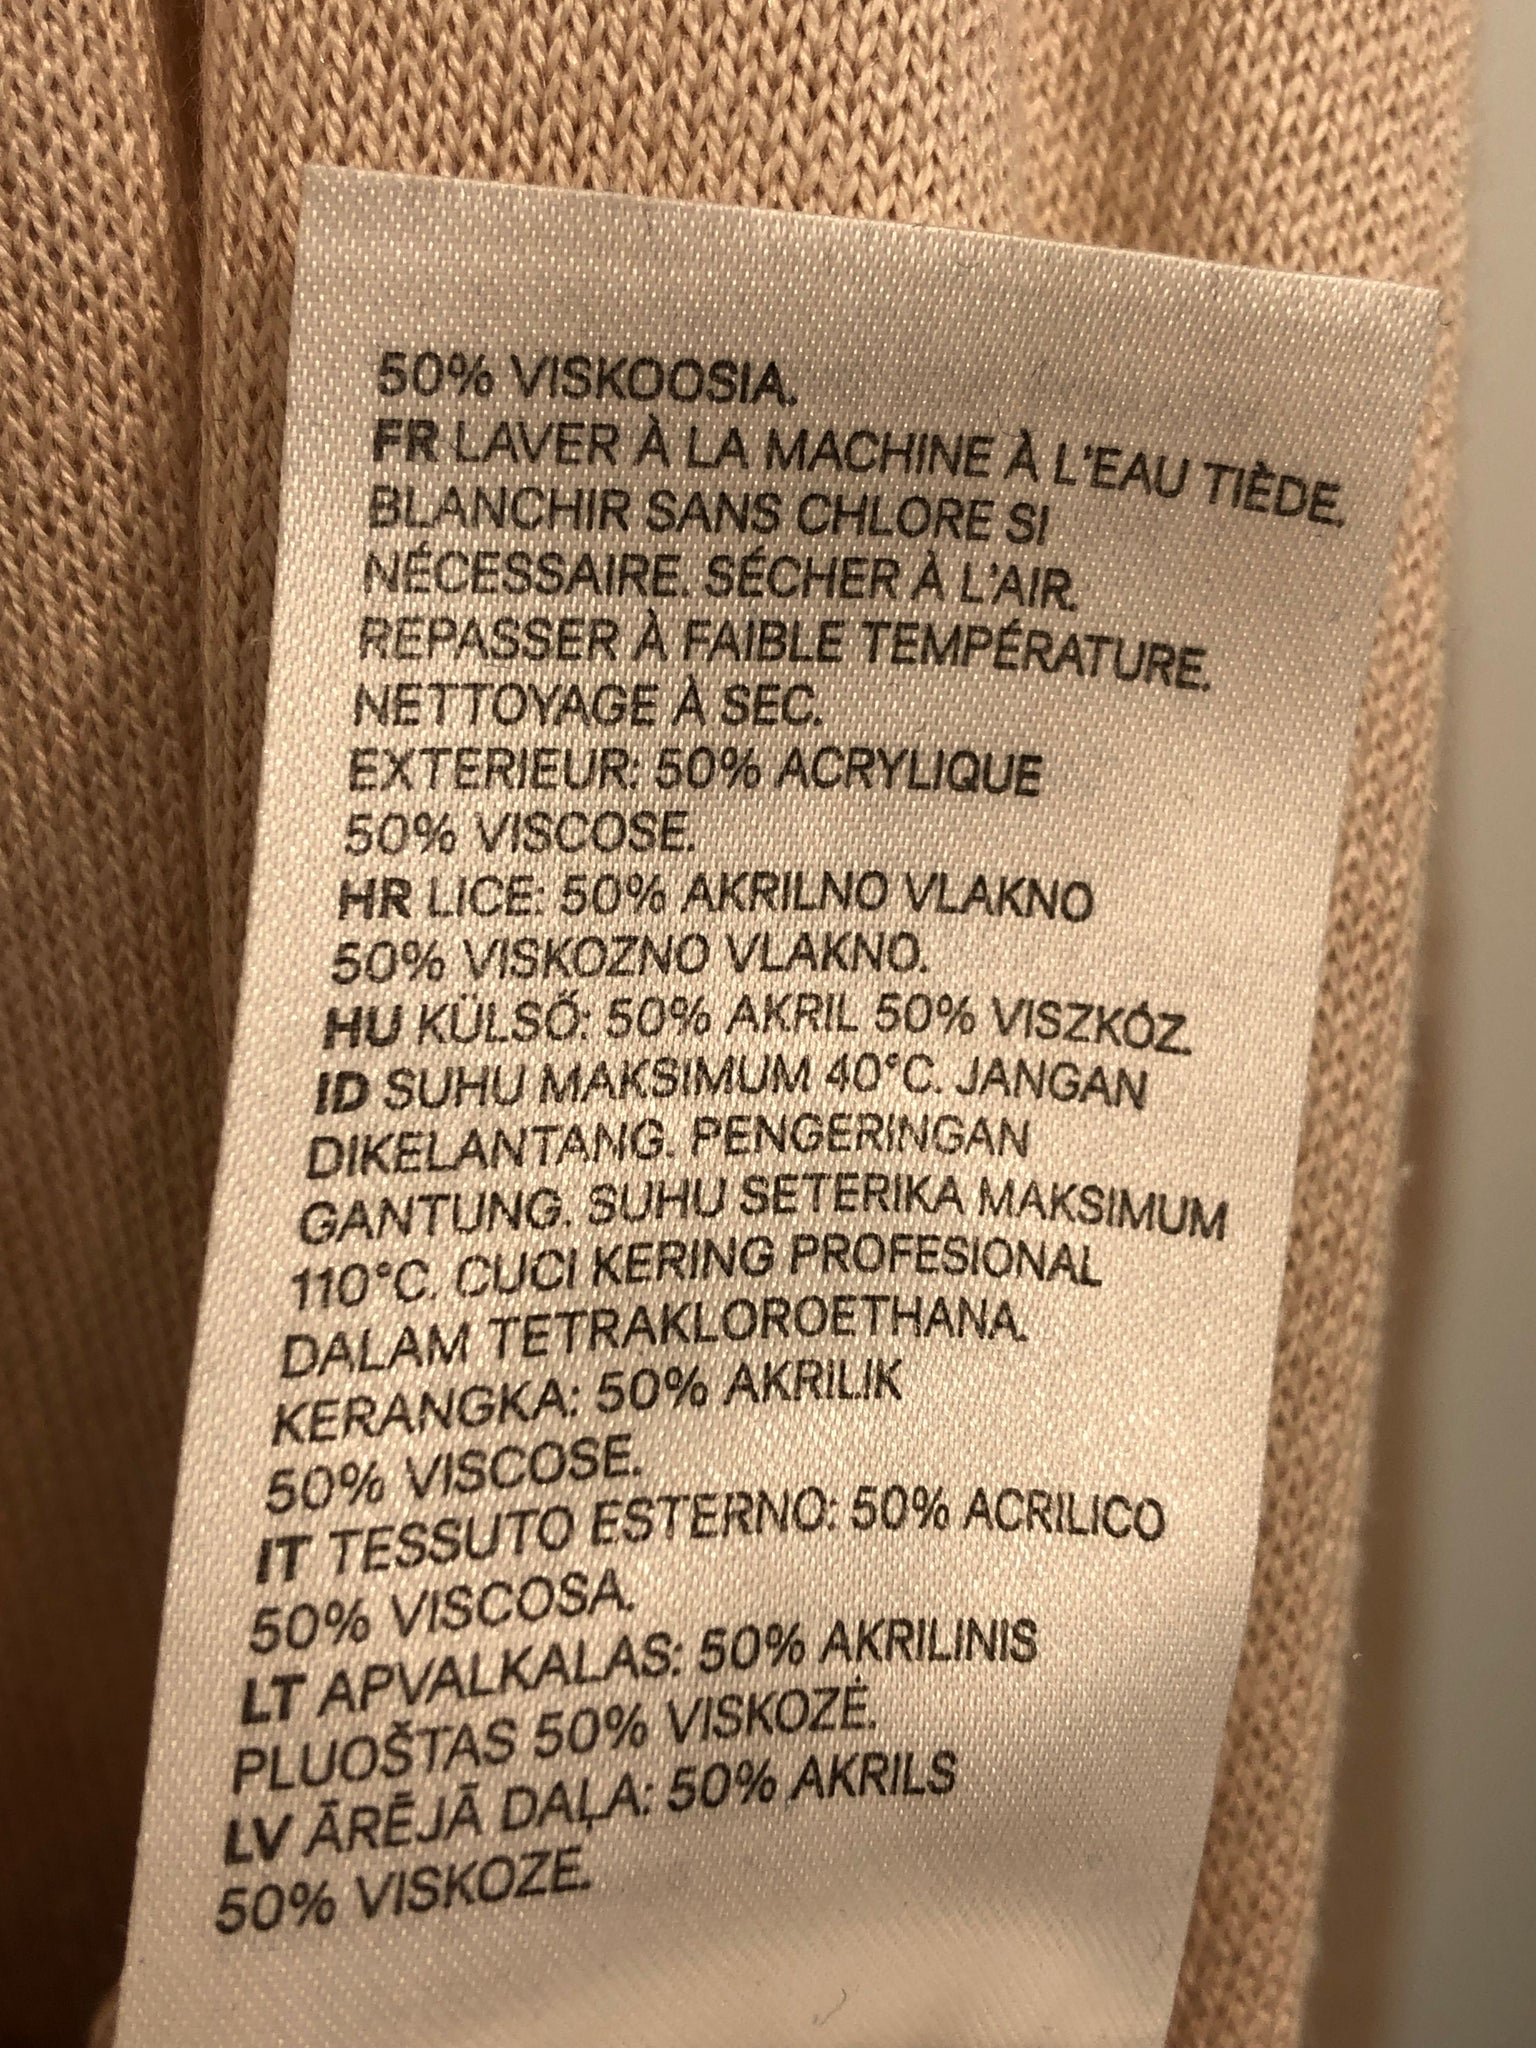 50% VISKOOSIA.
FR LAVER À LA MACHINE À L'EAU TIÈDE.
BLANCHIR SANS CHLORE SI
NÉCESSAIRE. SÉCHER À L'AIR.
REPASSER À FAIBLE TEMPÉRATURE.
NETTOYAGE À SEC.
EXTERIEUR: 50% ACRYLIQUE
50% VISCOSE.
HR LICE: 50% AKRILNO VLAKNO
50% VISKOZNO VLAKNO.
HU KÜLSŐ: 50% AKRIL 50% VISZKÓZ.
ID SUHU MAKSIMUM 40°C. JANGAN
DIKELANTANG. PENGERINGAN
GANTUNG. SUHU SETERIKA MAKSIMUM
110°C. CUCI KERING PROFESIONAL
DALAM TETRAKLOROETHANA.
KERANGKA: 50% AKRILIK
50% VISCOSE.
IT TESSUTO ESTERNO: 50% ACRILICO
50% VISCOSA.
LT APVALKALAS: 50% AKRILINIS
PLUOŠTAS 50% VISKOZĖ.
LV ĀRĒJĀ DAĻA: 50% AKRILS
50% VISKOZE.